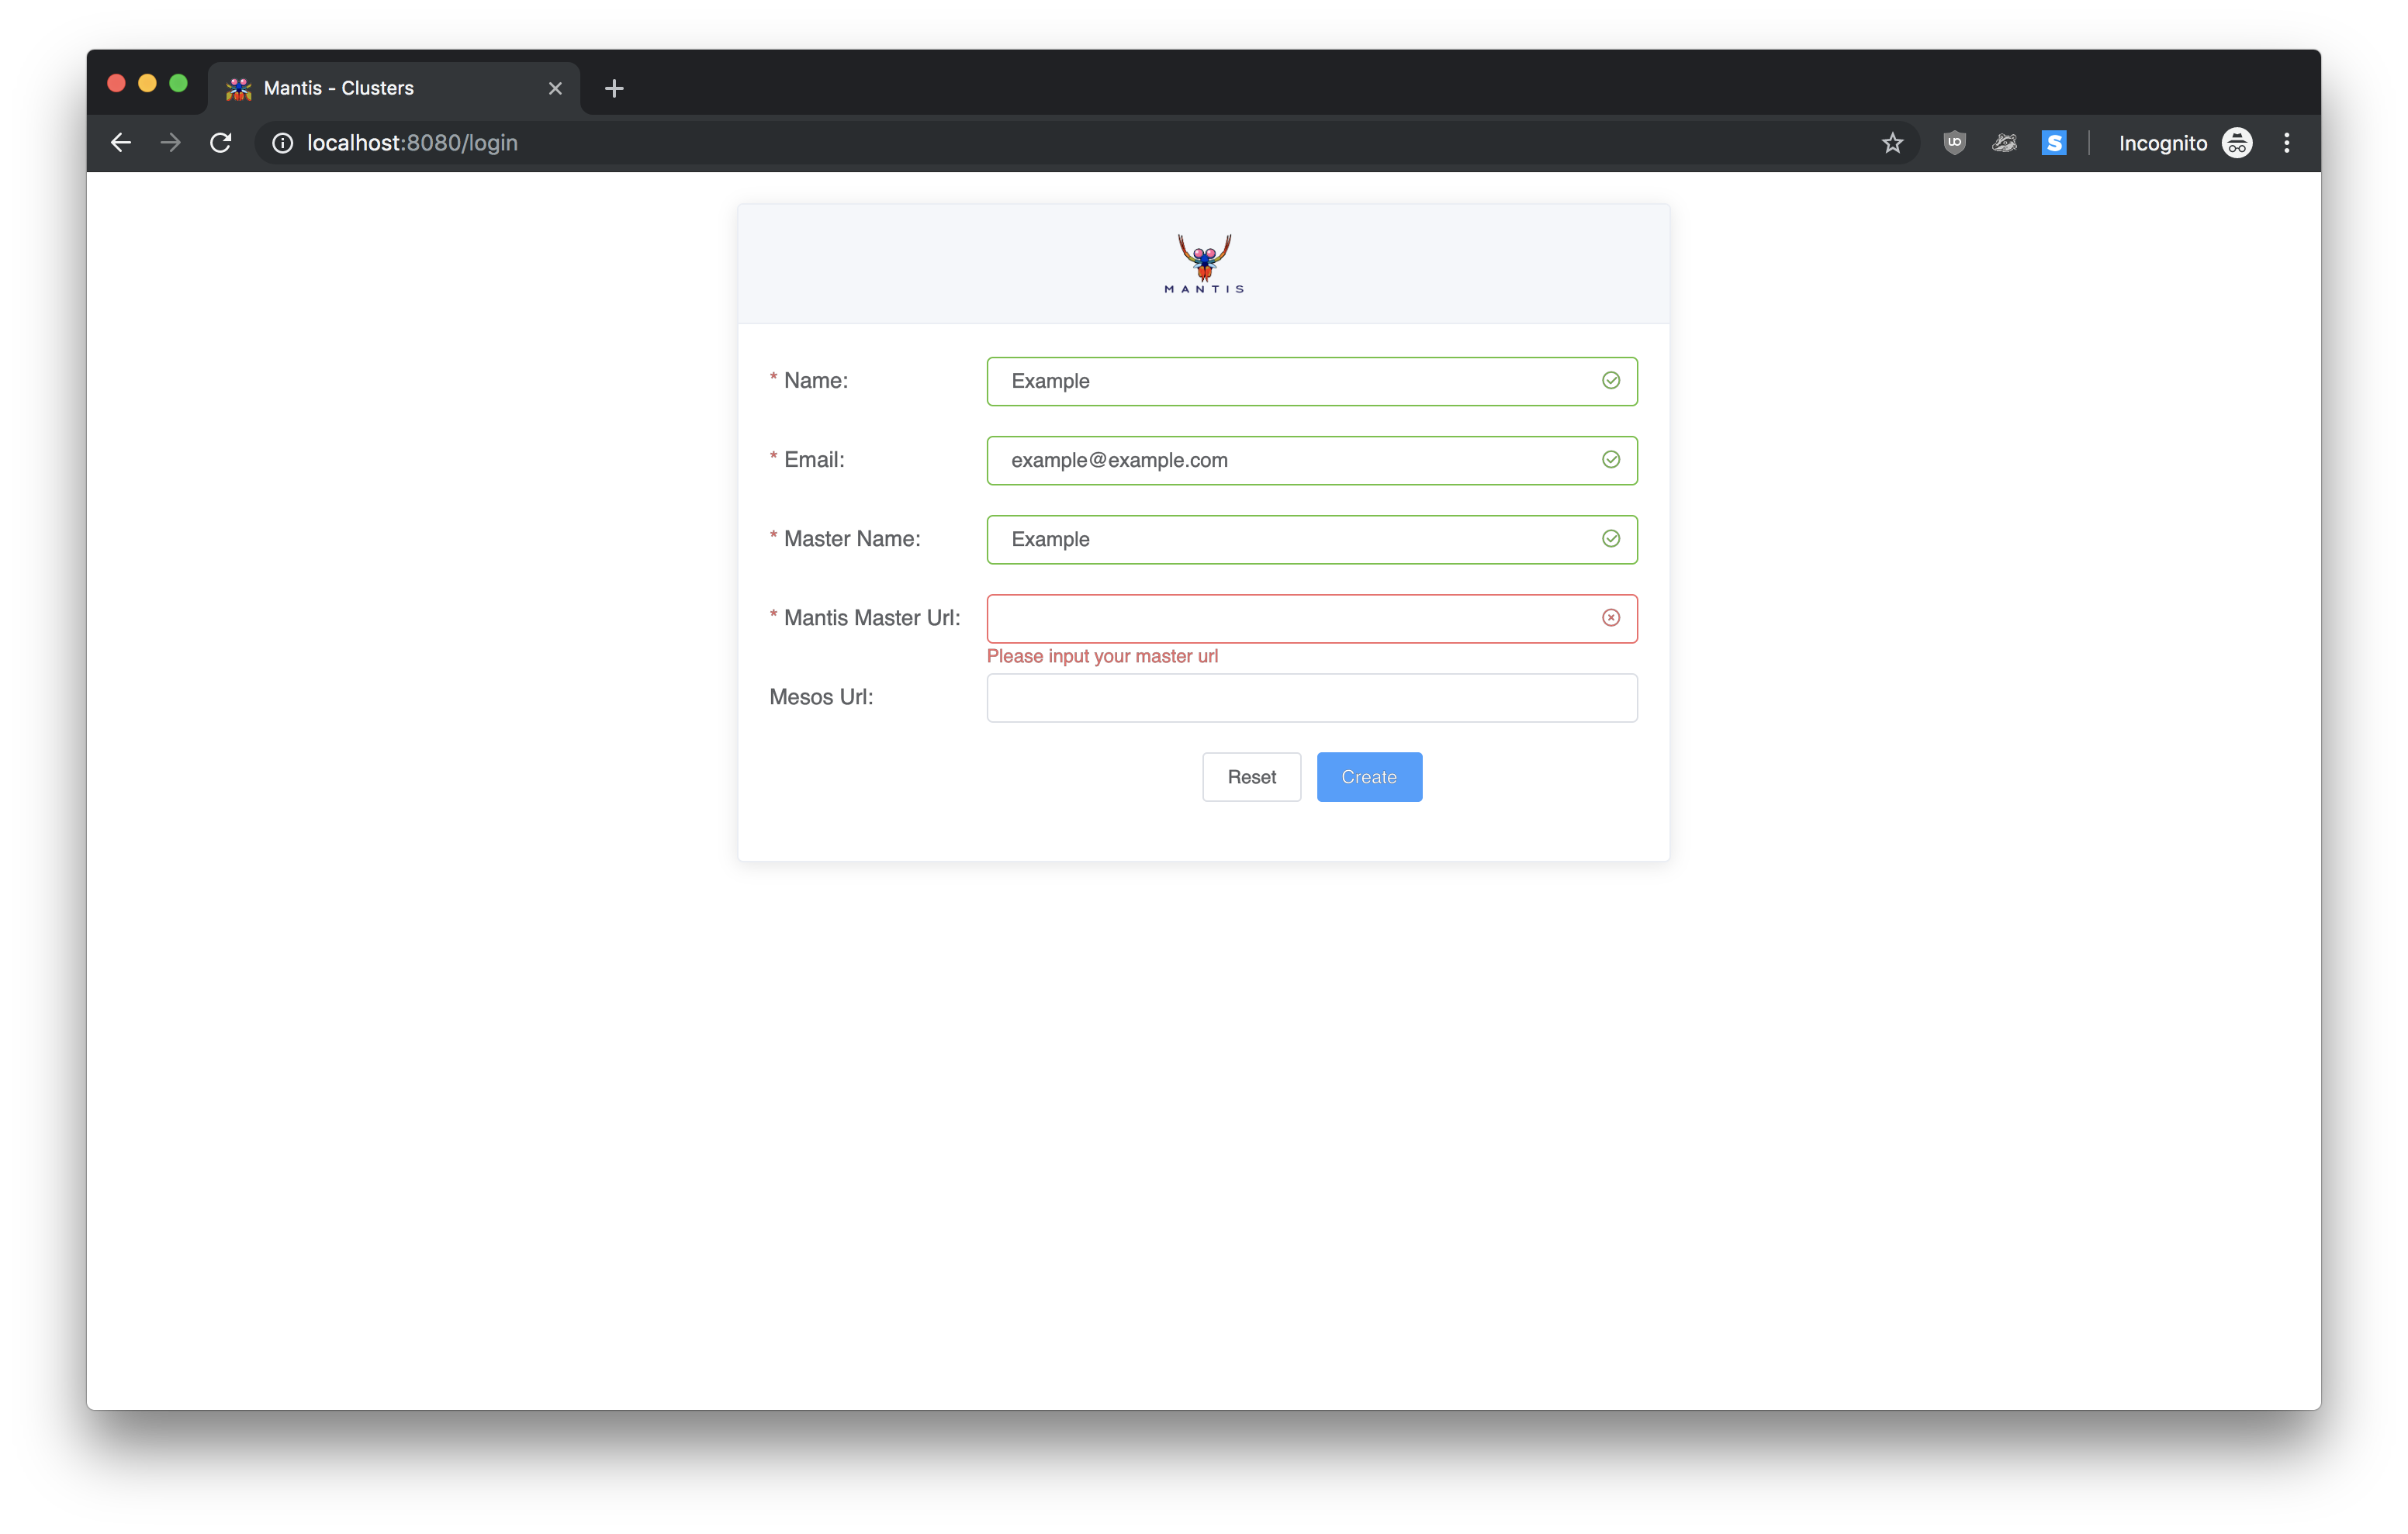 Mantis - Clusters
localhost:8080/login
Incognito
MANTIS
* Name: Example
* Email: example@example.com
* Master Name: Example
* Mantis Master Url:
Please input your master url
Mesos Url:
Reset Create